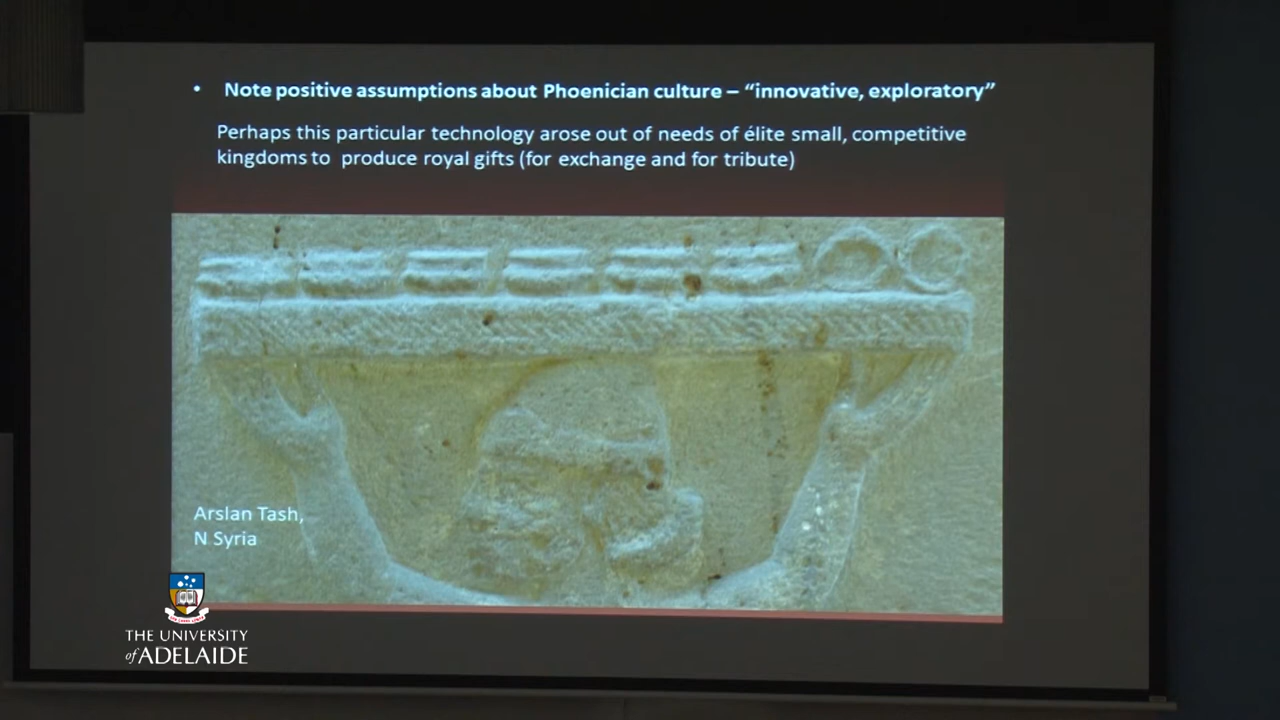 • Note positive assumptions about Phoenician culture – “innovative, exploratory”
Perhaps this particular technology arose out of needs of élite small, competitive
kingdoms to produce royal gifts (for exchange and for tribute)
Arslan Tash,
N Syria
THE UNIVERSITY
of ADELAIDE